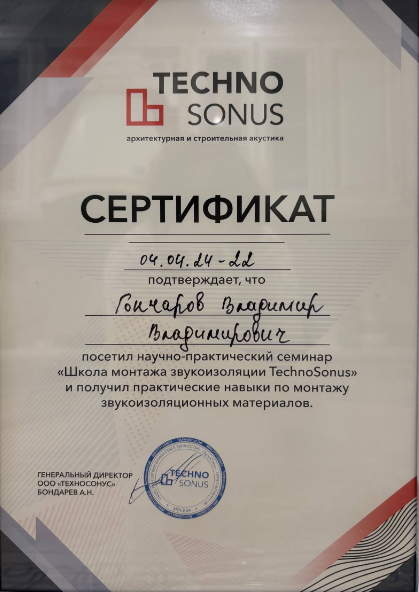 TECHNO
SONUS
архитектурная и строительная акустика
СЕРТИФИКАТ
04.04.24-22
подтверждает, что
Гончаров Владимир
Владимирович
посетил научно-практический семинар
«Школа монтажа звукоизоляции TechnoSonus»
и получил практические навыки по монтажу
звукоизоляционных материалов.
ГЕНЕРАЛЬНЫЙ ДИРЕКТОР
ООО «ТЕХНОСОНУС»
БОНДАРЕВ А.Н.
TECHNO
SONUS